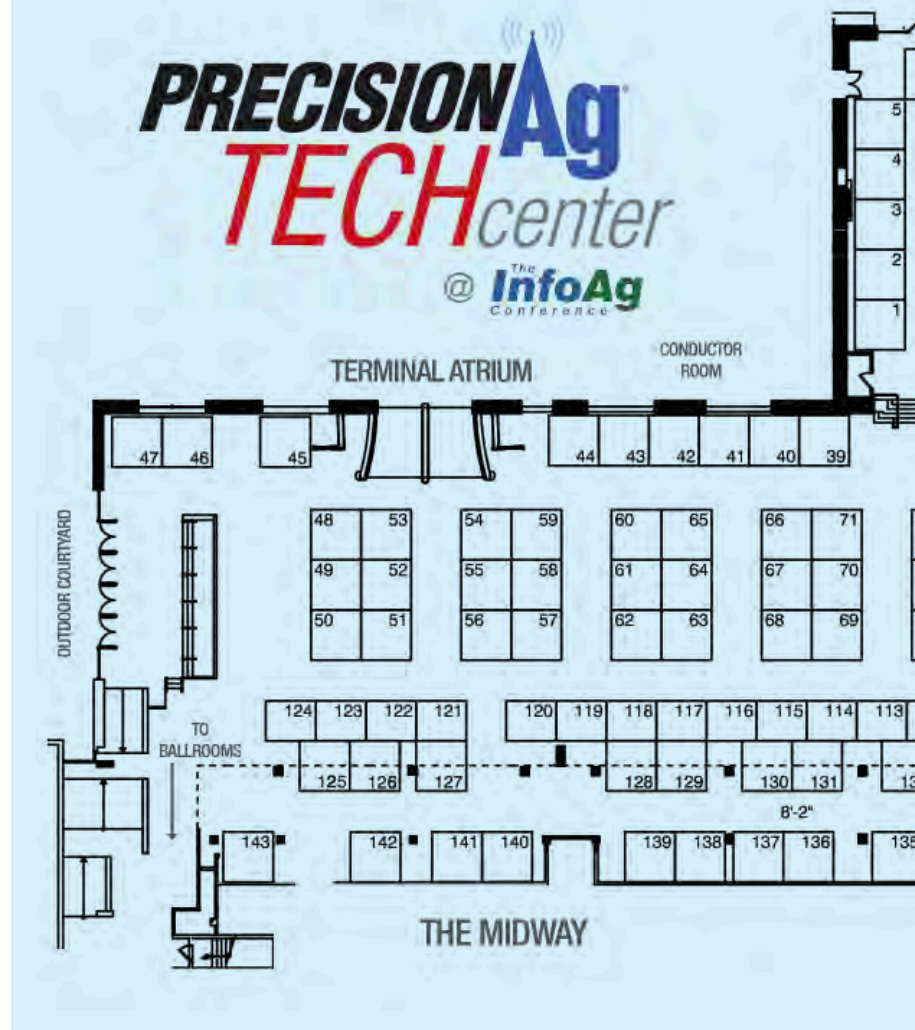 PRECISIONAg
TECHcenter
@ The InfoAg
Conference
5
4
3
2
1
CONDUCTOR
ROOM
TERMINAL ATRIUM
47 46 45 44 43 42 41 40 39
OUTDOOR COURTYARD
48 53 54 59 60 65 66 71
49 52 55 58 61 64 67 70
50 51 56 57 62 63 68 69
124 123 122 121 120 119 118 117 116 115 114 113
TO
BALLROOMS
125 126 127 128 129 130 131
8'-2"
143 142 141 140 139 138 137 136 135
THE MIDWAY